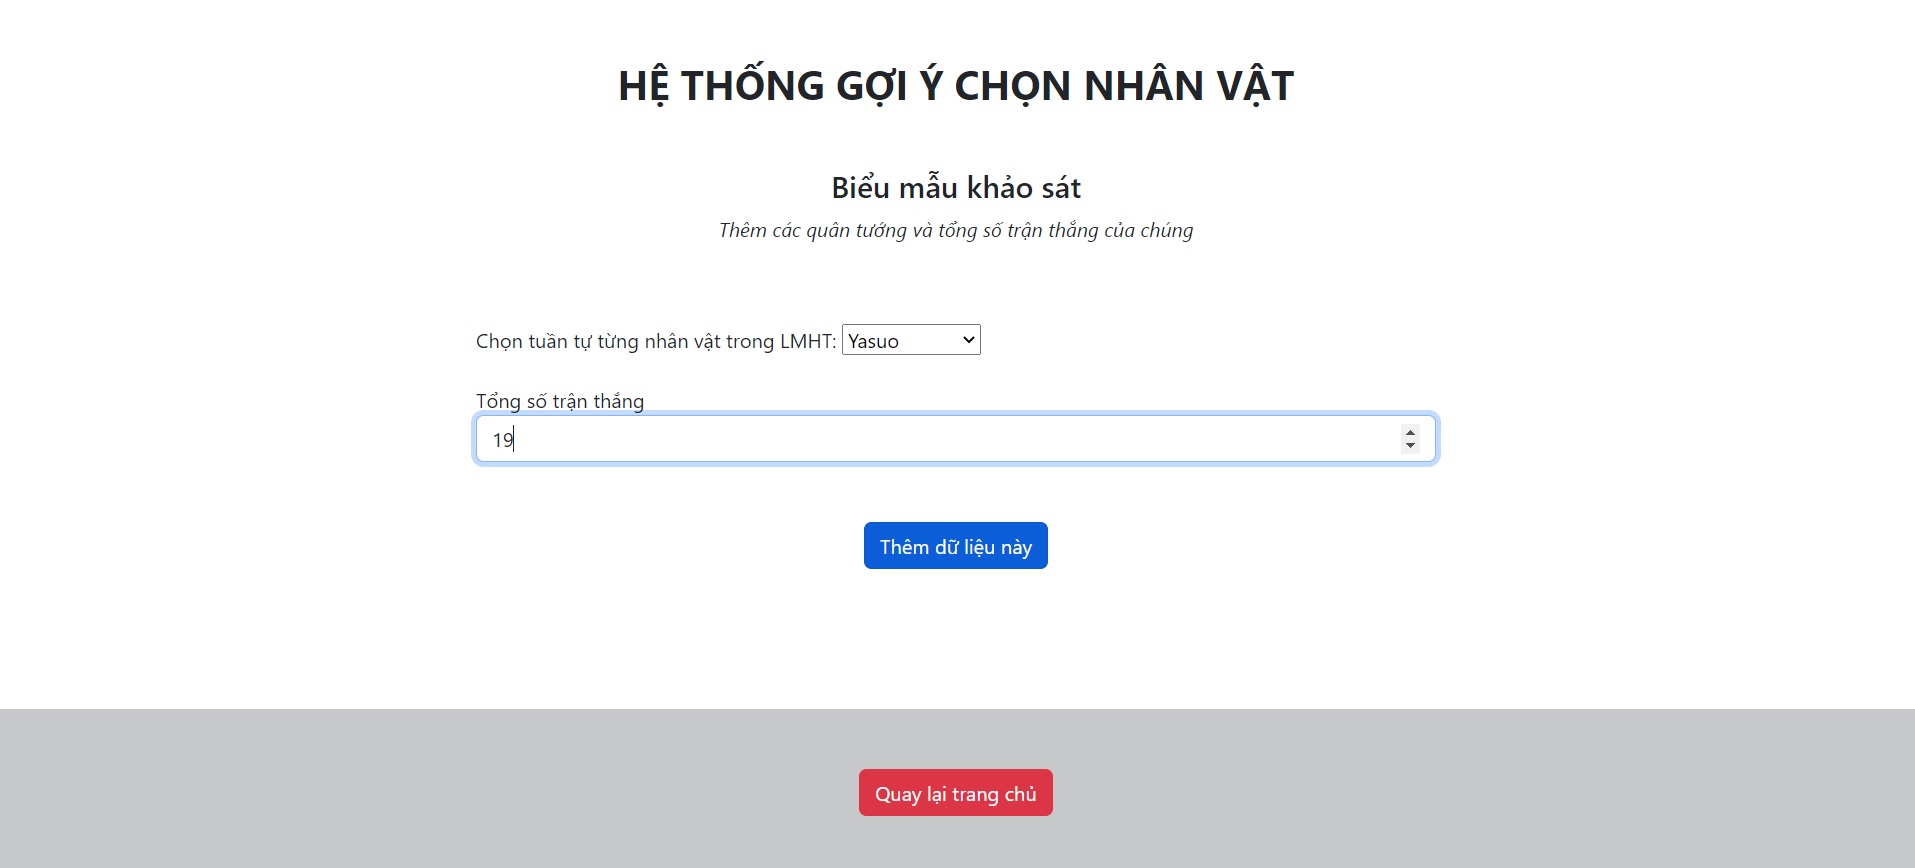 HỆ THỐNG GỢI Ý CHỌN NHÂN VẬT
Biểu mẫu khảo sát
Thêm các quân tướng và tổng số trận thắng của chúng
Chọn tuần tự từng nhân vật trong LMHT: Yasuo
Tổng số trận thắng
19
Thêm dữ liệu này
Quay lại trang chủ